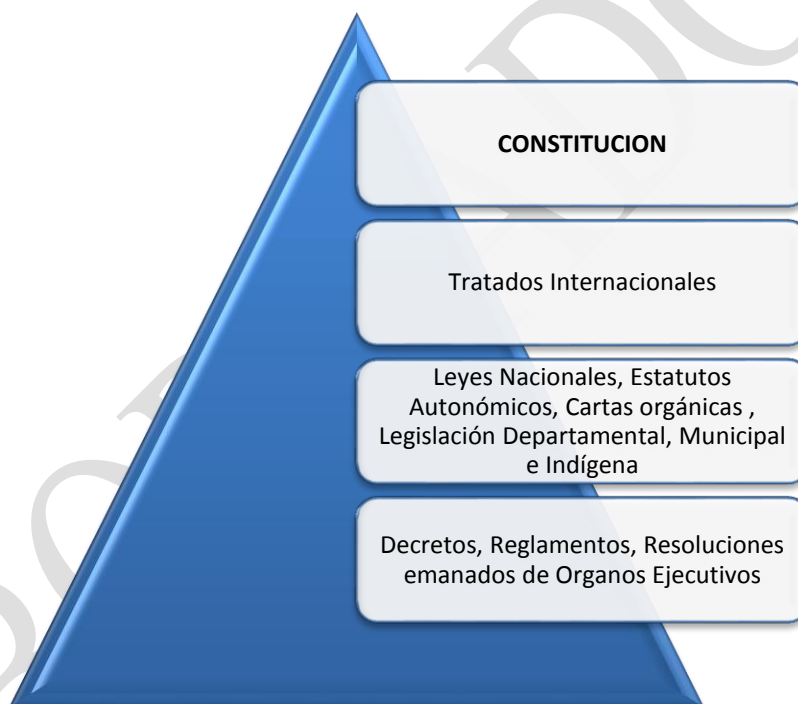 CONSTITUCION
Tratados Internacionales
Leyes Nacionales, Estatutos
Autonómicos, Cartas orgánicas ,
Legislación Departamental, Municipal
e Indígena
Decretos, Reglamentos, Resoluciones
emanados de Organos Ejecutivos